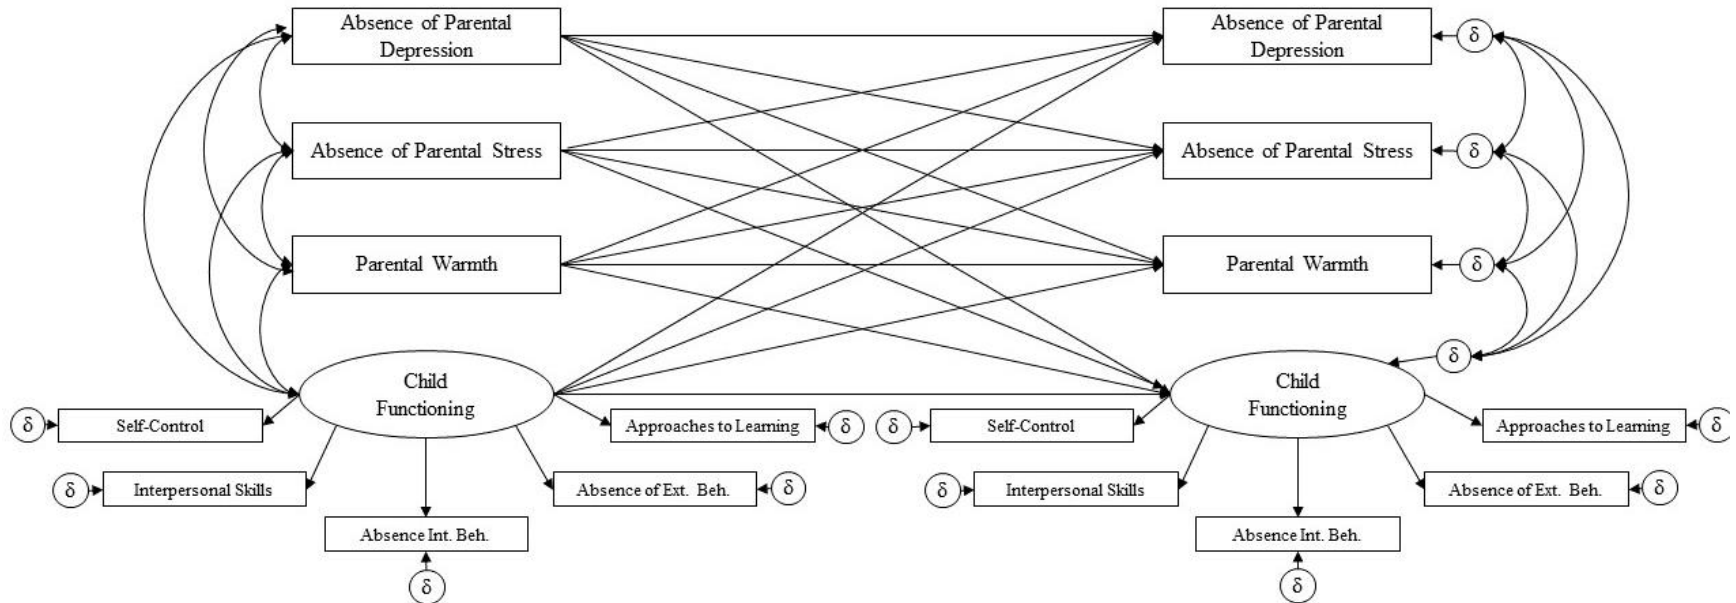 Absence of Parental
Depression
Absence of Parental
Depression
δ
Absence of Parental Stress
Absence of Parental Stress
δ
Parental Warmth
Parental Warmth
δ
Child
Functioning
Child
Functioning
δ
δ
Self-Control
Approaches to Learning
δ
δ
Self-Control
Approaches to Learning
δ
δ
Interpersonal Skills
Absence of Ext. Beh.
δ
δ
Interpersonal Skills
Absence of Ext. Beh.
δ
Absence Int. Beh.
Absence Int. Beh.
δ
δ